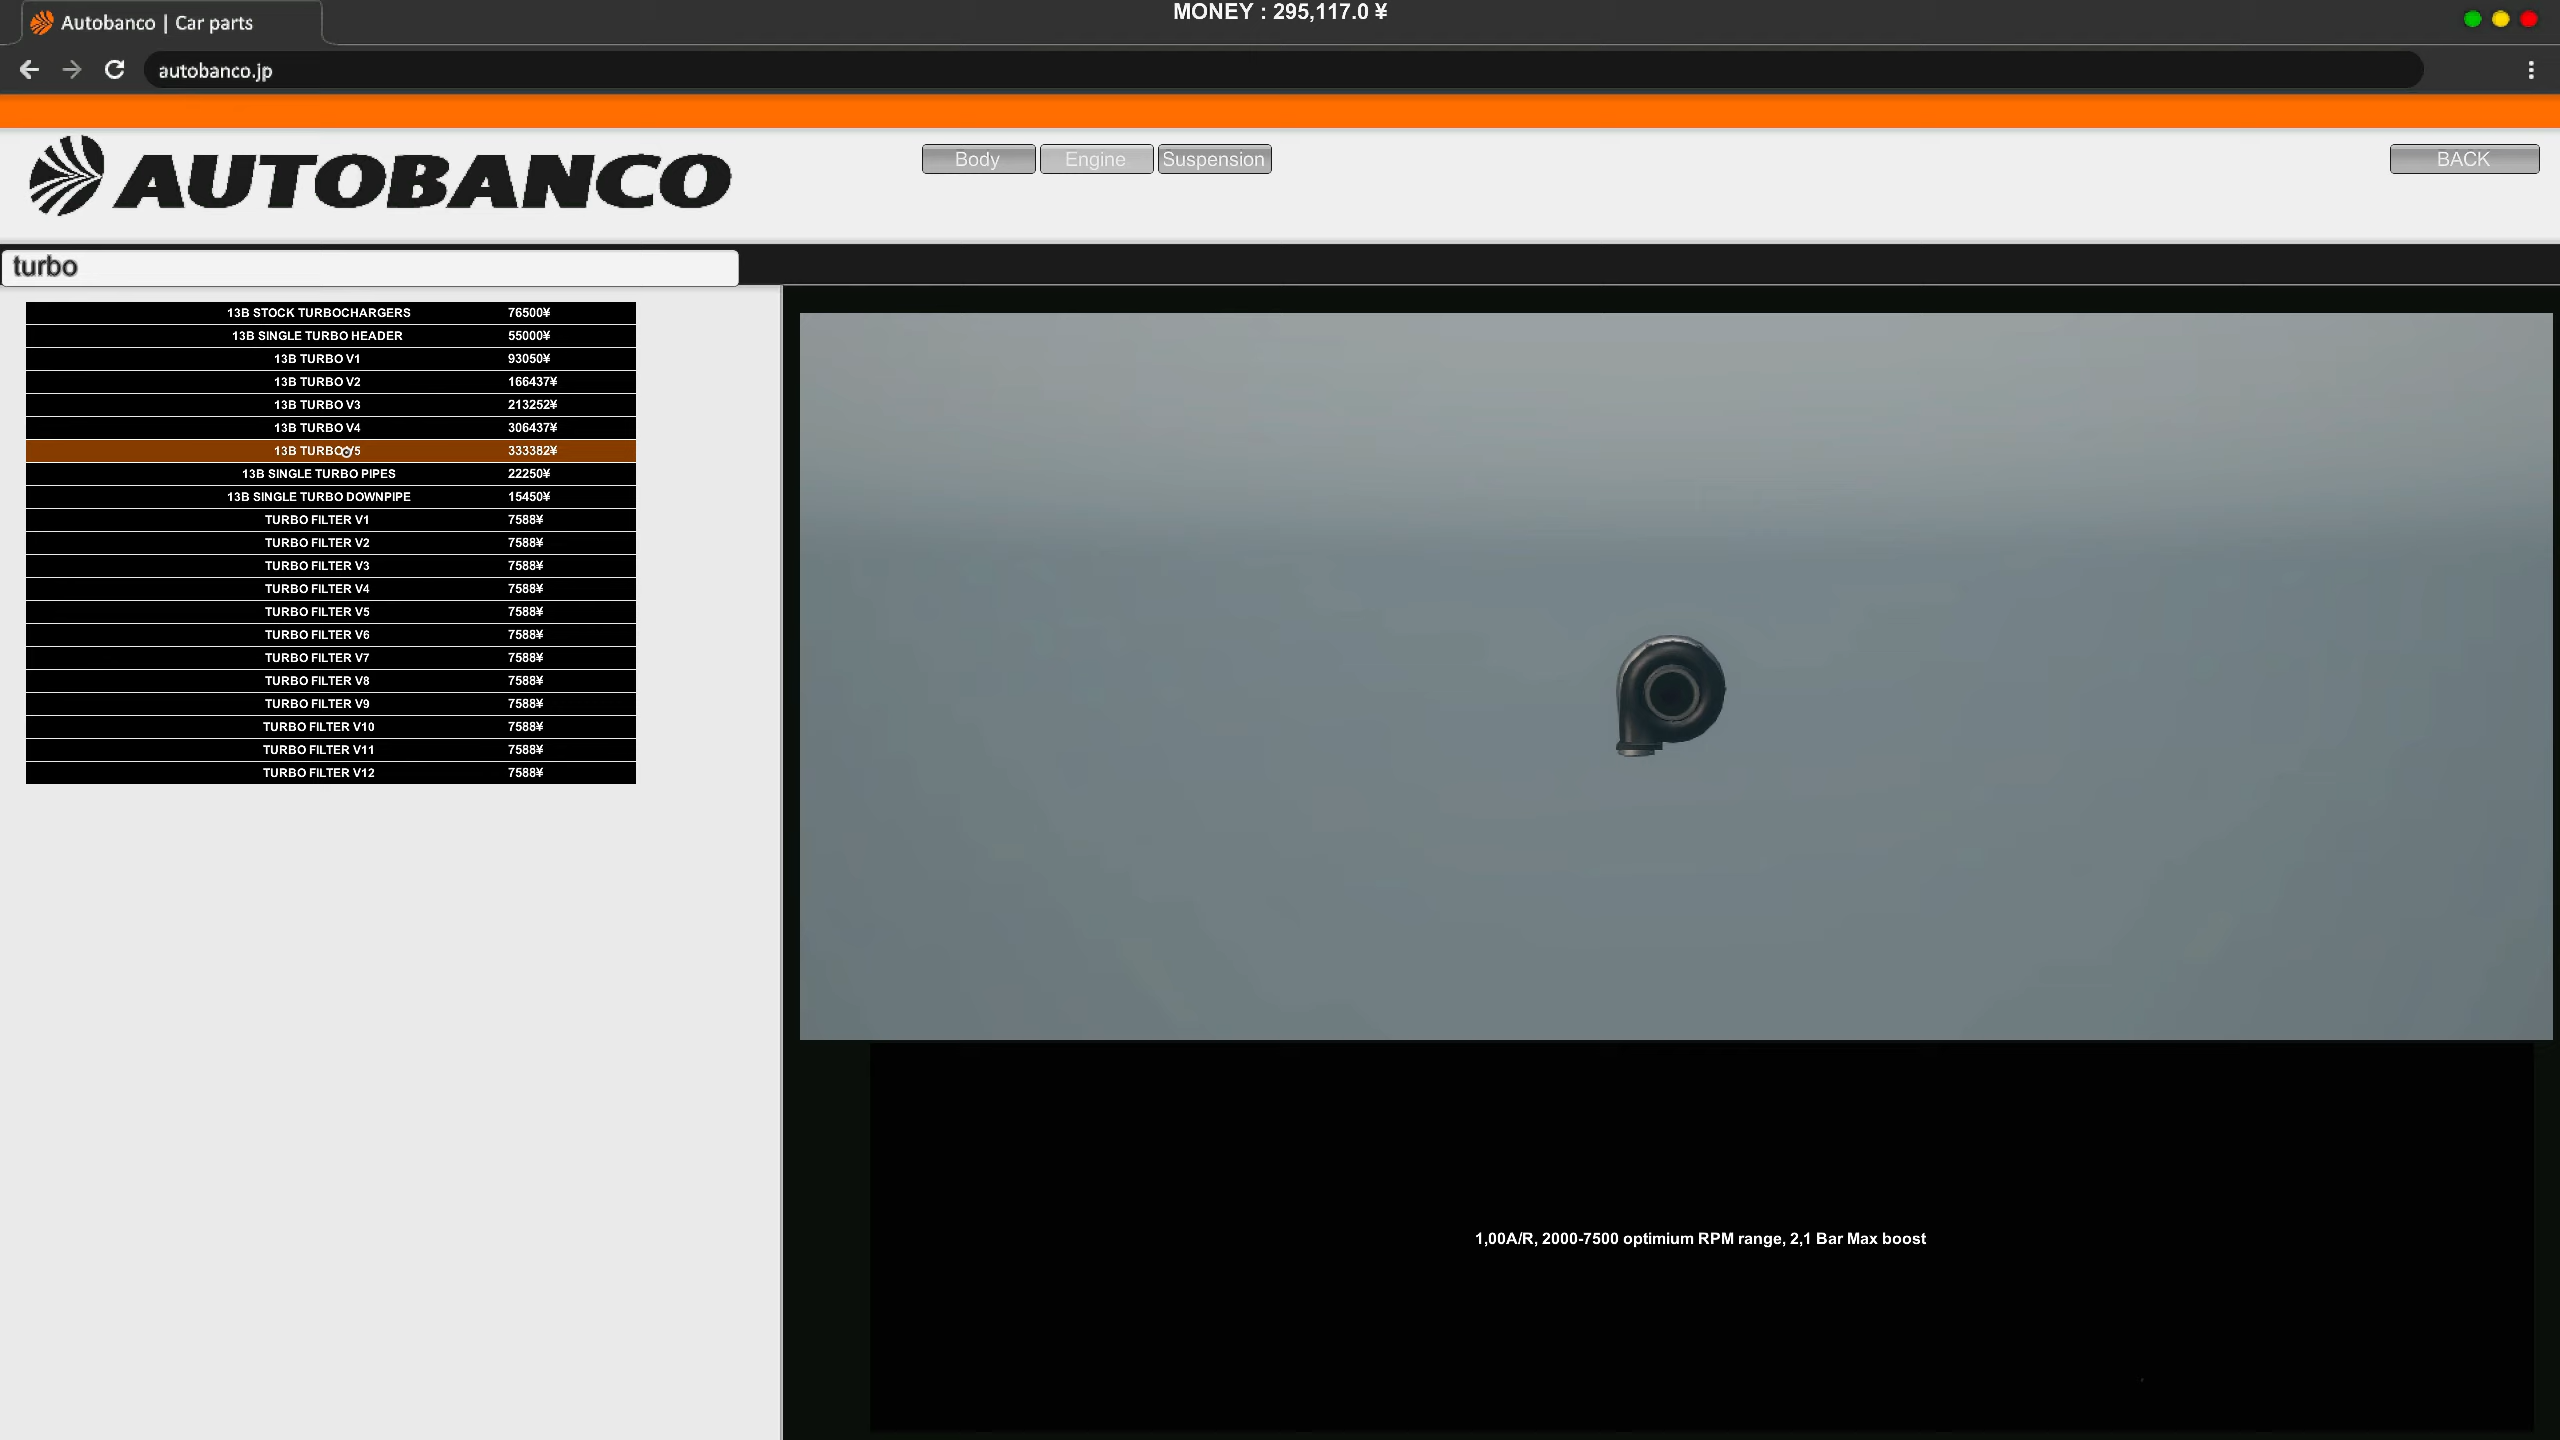 Autobanco | Car parts
MONEY : 295,117.0 ¥
autobanco.jp
AUTOBANCO
Body
Engine
Suspension
BACK
turbo
13B STOCK TURBOCHARGERS 76500¥
13B SINGLE TURBO HEADER 55000¥
13B TURBO V1 93050¥
13B TURBO V2 166437¥
13B TURBO V3 213252¥
13B TURBO V4 306437¥
13B TURBO V5 333382¥
13B SINGLE TURBO PIPES 22250¥
13B SINGLE TURBO DOWNPIPE 15450¥
TURBO FILTER V1 7588¥
TURBO FILTER V2 7588¥
TURBO FILTER V3 7588¥
TURBO FILTER V4 7588¥
TURBO FILTER V5 7588¥
TURBO FILTER V6 7588¥
TURBO FILTER V7 7588¥
TURBO FILTER V8 7588¥
TURBO FILTER V9 7588¥
TURBO FILTER V10 7588¥
TURBO FILTER V11 7588¥
TURBO FILTER V12 7588¥
1,00A/R, 2000-7500 optimium RPM range, 2,1 Bar Max boost